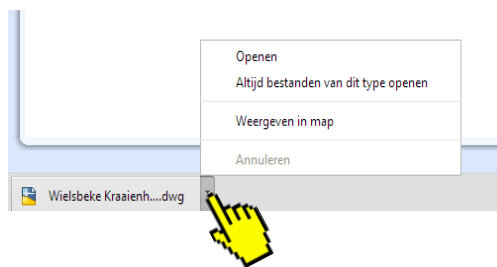 Openen
Altijd bestanden van dit type openen
Weergeven in map
Annuleren
Wielsbeke Kraaienh....dwg